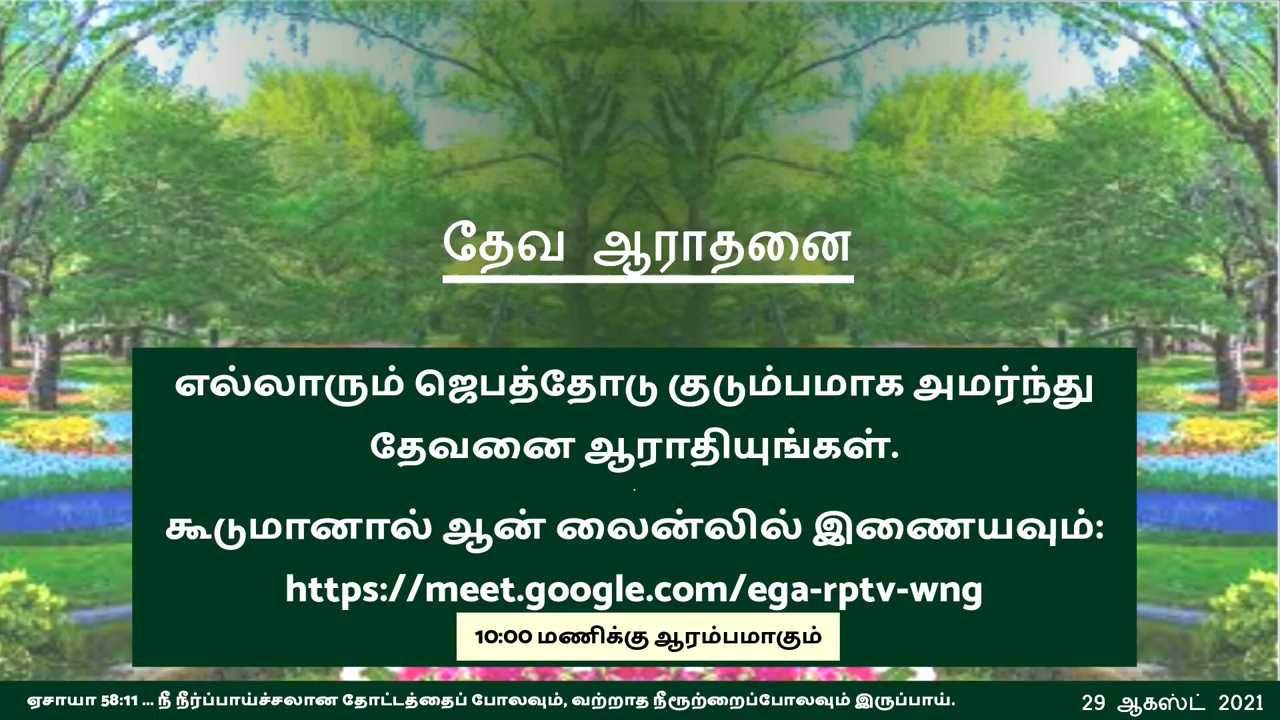 தேவ ஆராதனை
எல்லாரும் ஜெபத்தோடு குடும்பமாக அமர்ந்து
தேவனை ஆராதியுங்கள்.
.
கூடுமானால் ஆன் லைன்லில் இணையவும்:
https://meet.google.com/ega-rptv-wng
10:00 மணிக்கு ஆரம்பமாகும்
ஏசாயா 58:11 ... நீ நீர்ப்பாய்ச்சலான தோட்டத்தைப் போலவும், வற்றாத நீரூற்றைப்போலவும் இருப்பாய்.
29 ஆகஸ்ட் 2021